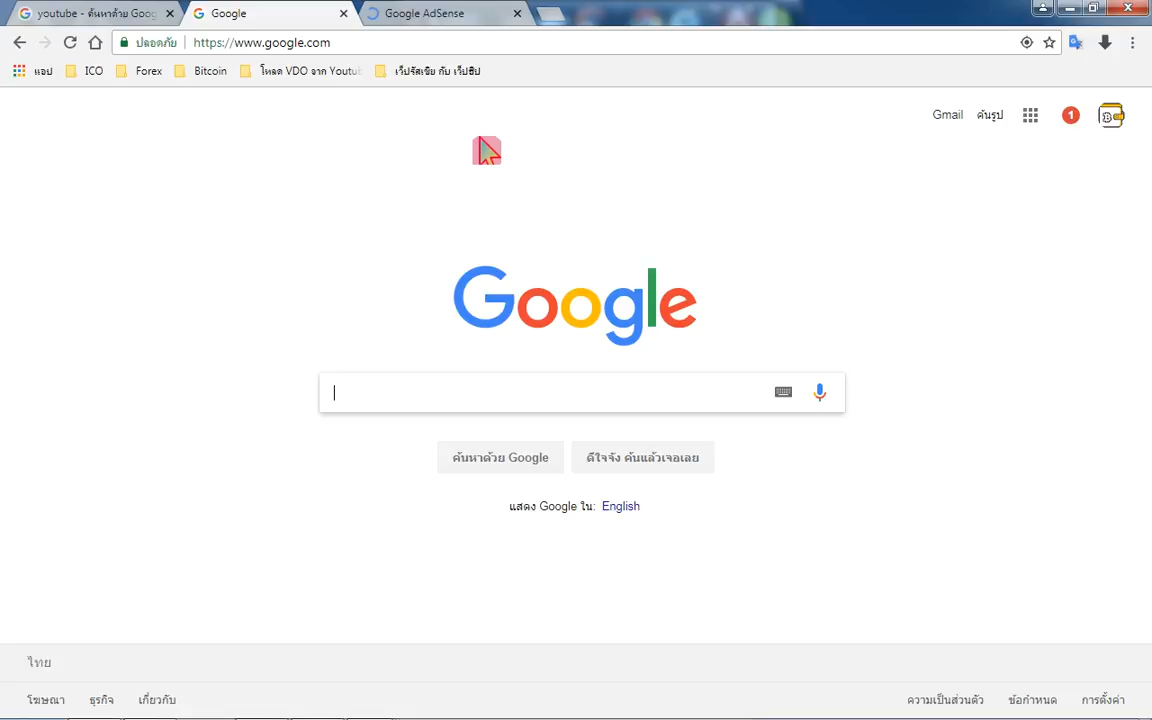 youtube - ค้นหาด้วย Goog
Google
Google AdSense
ปลอดภัย
https://www.google.com
แอป
ICO
Forex
Bitcoin
โหลด VDO จาก Youtu
เว็ปรัสเซีย กับ เว็ปฮิป
Gmail
ค้นรูป
1
Google
ค้นหาด้วย Google
ดีใจจัง ค้นแล้วเจอเลย
แสดง Google ใน: English
ไทย
โฆษณา
ธุรกิจ
เกี่ยวกับ
ความเป็นส่วนตัว
ข้อกำหนด
การตั้งค่า